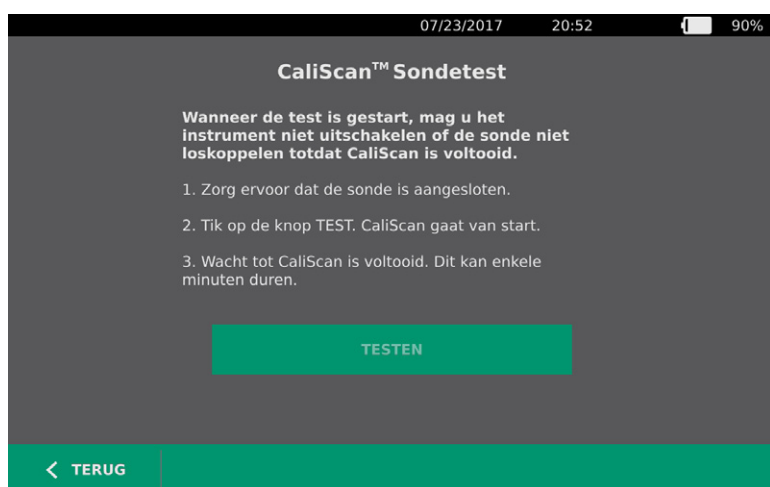 07/23/2017 20:52 90%
CaliScan™ Sondetest
Wanneer de test is gestart, mag u het
instrument niet uitschakelen of de sonde niet
loskoppelen totdat CaliScan is voltooid.
1. Zorg ervoor dat de sonde is aangesloten.
2. Tik op de knop TEST. CaliScan gaat van start.
3. Wacht tot CaliScan is voltooid. Dit kan enkele
minuten duren.
TESTEN
TERUG